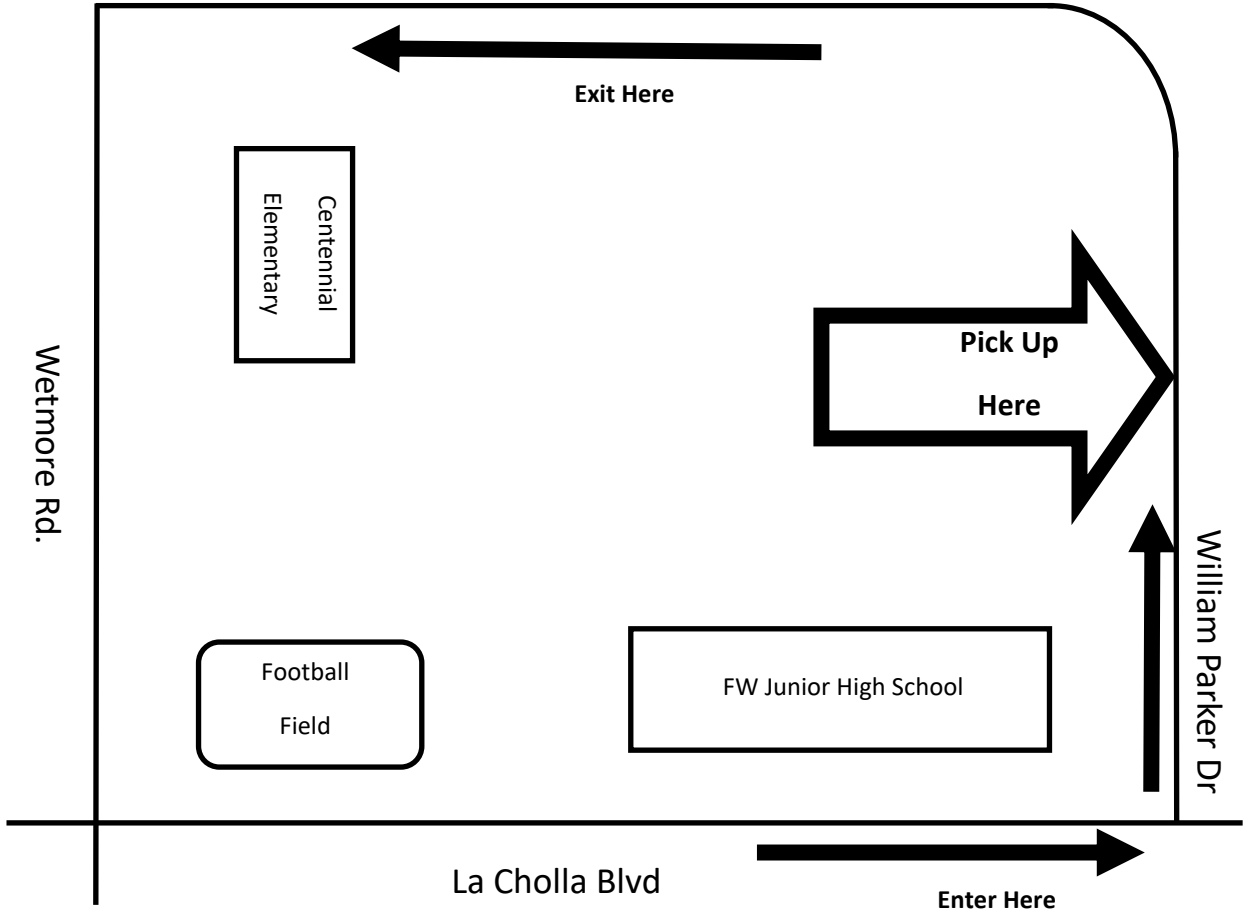 Exit Here
Centennial
Elementary
Pick Up
Here
Wetmore Rd.
William Parker Dr
Football
Field
FW Junior High School
La Cholla Blvd
Enter Here